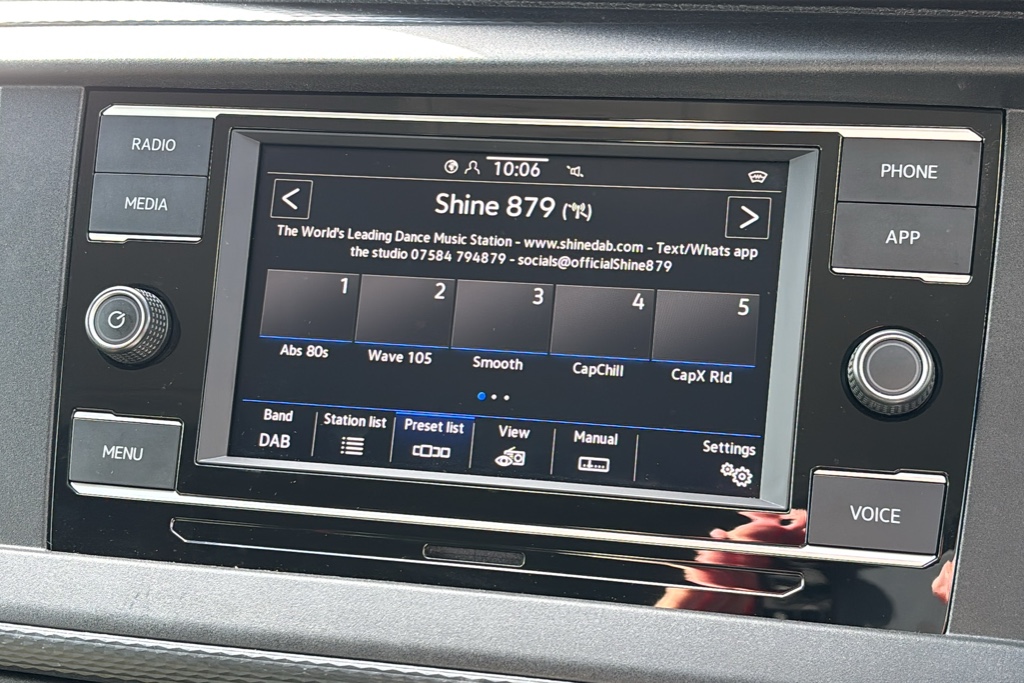 RADIO
MEDIA
MENU
10:06
Shine 879
The World's Leading Dance Music Station - www.shinedab.com - Text/Whats app
the studio 07584 794879 - socials@officialShine879
1
2
3
4
5
Abs 80s
Wave 105
Smooth
CapChill
CapX Rld
Band
DAB
Station list
Preset list
View
Manual
Settings
PHONE
APP
VOICE